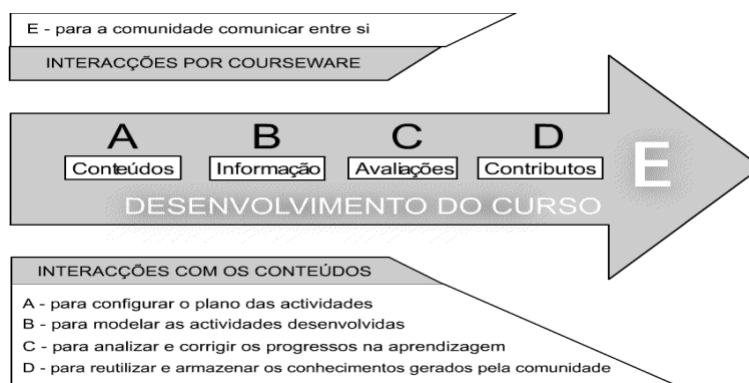 E - para a comunidade comunicar entre si
INTERACÇÕES POR COURSEWARE
A B C D
Conteúdos Informação Avaliações Contributos
E
DESENVOLVIMENTO DO CURSO
INTERACÇÕES COM OS CONTEÚDOS
A - para configurar o plano das actividades
B - para modelar as actividades desenvolvidas
C - para analizar e corrigir os progressos na aprendizagem
D - para reutilizar e armazenar os conhecimentos gerados pela comunidade